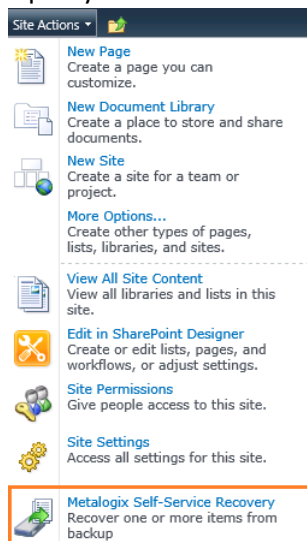 Site Actions
New Page
Create a page you can
customize.
New Document Library
Create a place to store and share
documents.
New Site
Create a site for a team or
project.
More Options...
Create other types of pages,
lists, libraries, and sites.
View All Site Content
View all libraries and lists in this
site.
Edit in SharePoint Designer
Create or edit lists, pages, and
workflows, or adjust settings.
Site Permissions
Give people access to this site.
Site Settings
Access all settings for this site.
Metalogix Self-Service Recovery
Recover one or more items from
backup